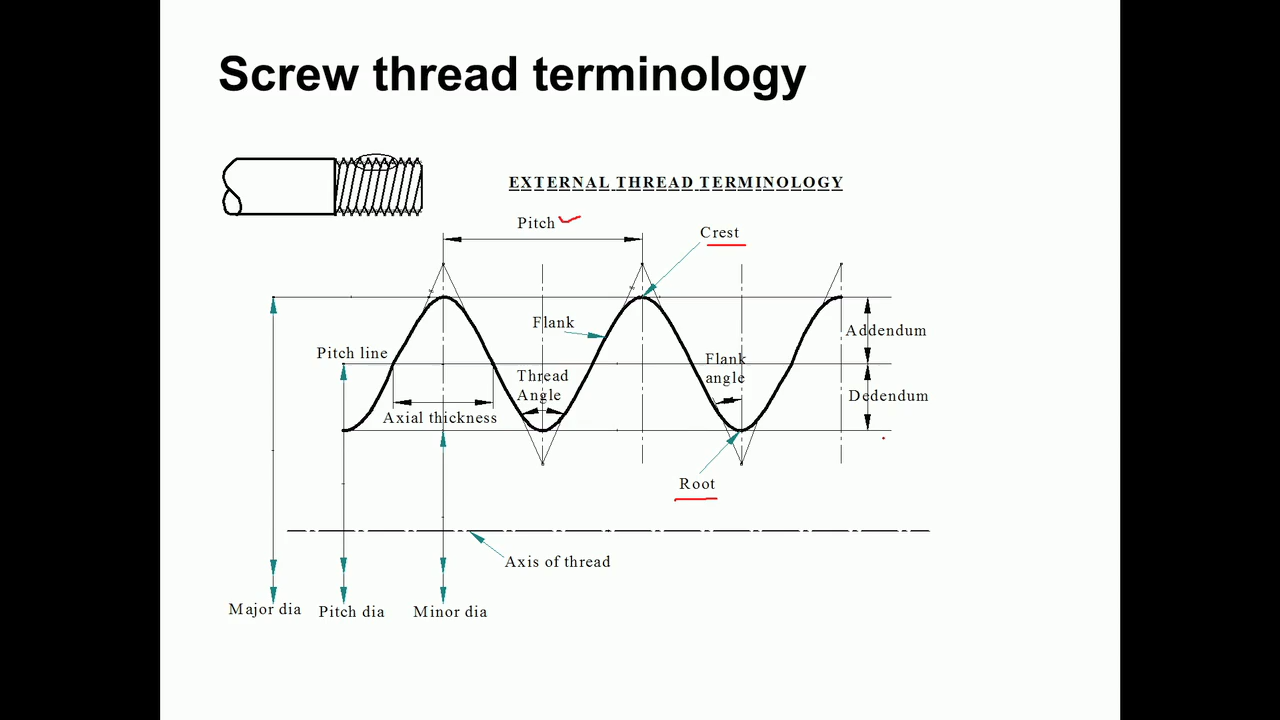 Screw thread terminology
EXTERNAL THREAD TERMINOLOGY
Pitch
Crest
Flank
Addendum
Pitch line
Flank
angle
Thread
Angle
Dedendum
Axial thickness
Root
Axis of thread
Major dia
Pitch dia
Minor dia